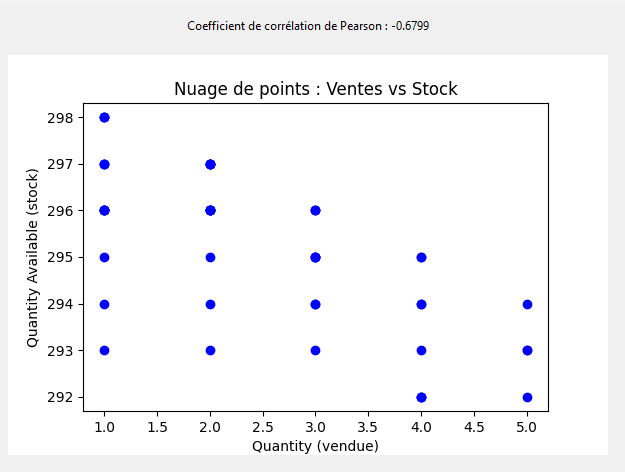 Coefficient de corrélation de Pearson : -0.6799
Nuage de points : Ventes vs Stock
298
297
296
295
294
293
292
Quantity Available (stock)
1.0 1.5 2.0 2.5 3.0 3.5 4.0 4.5 5.0
Quantity (vendue)